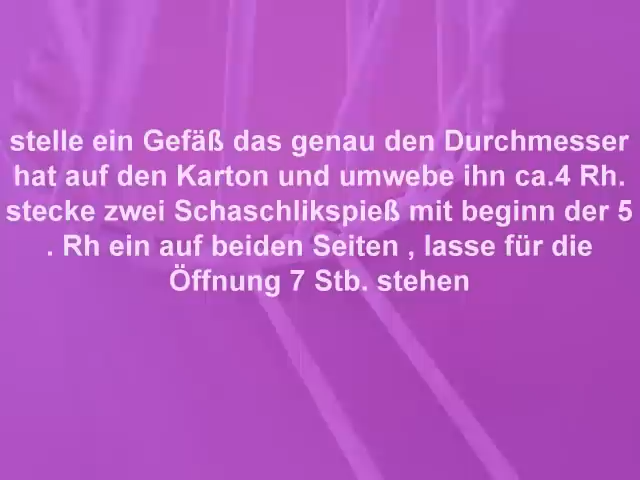 stelle ein Gefäß das genau den Durchmesser
hat auf den Karton und umwebe ihn ca.4 Rh.
stecke zwei Schaschlikspieß mit beginn der 5
. Rh ein auf beiden Seiten , lasse für die
Öffnung 7 Stb. stehen